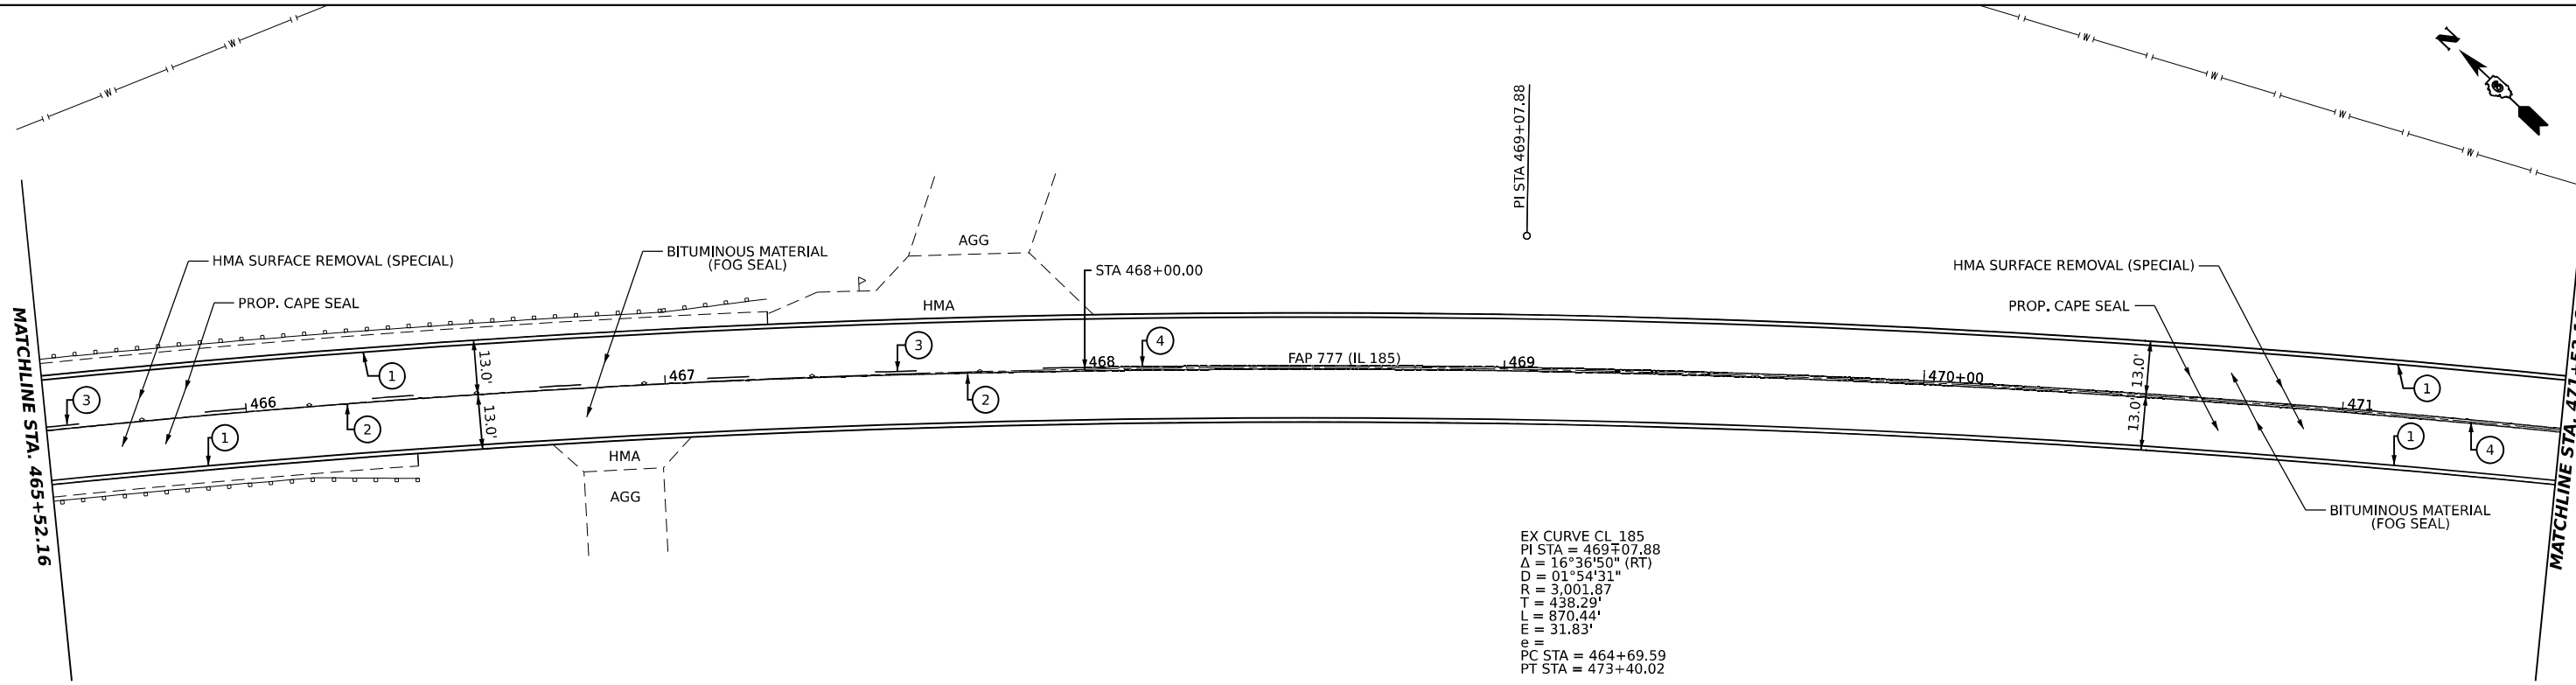 W
W
W
W
W
W
N
PI STA 469+07.88
AGG
HMA SURFACE REMOVAL (SPECIAL)
BITUMINOUS MATERIAL
(FOG SEAL)
STA 468+00.00
HMA SURFACE REMOVAL (SPECIAL)
PROP. CAPE SEAL
HMA
PROP. CAPE SEAL
MATCHLINE STA. 465+52.16
3
1
466
1
2
13.0'
13.0'
467
3
2
468
4
FAP 777 (IL 185)
469
470+00
13.0'
13.0'
471
1
1
4
HMA
AGG
BITUMINOUS MATERIAL
(FOG SEAL)
MATCHLINE STA. 471+52
EX CURVE CL_185
PI STA = 469+07.88
Δ = 16°36'50" (RT)
D = 01°54'31"
R = 3,001.87
T = 438.29'
L = 870.44'
E = 31.83'
e =
PC STA = 464+69.59
PT STA = 473+40.02